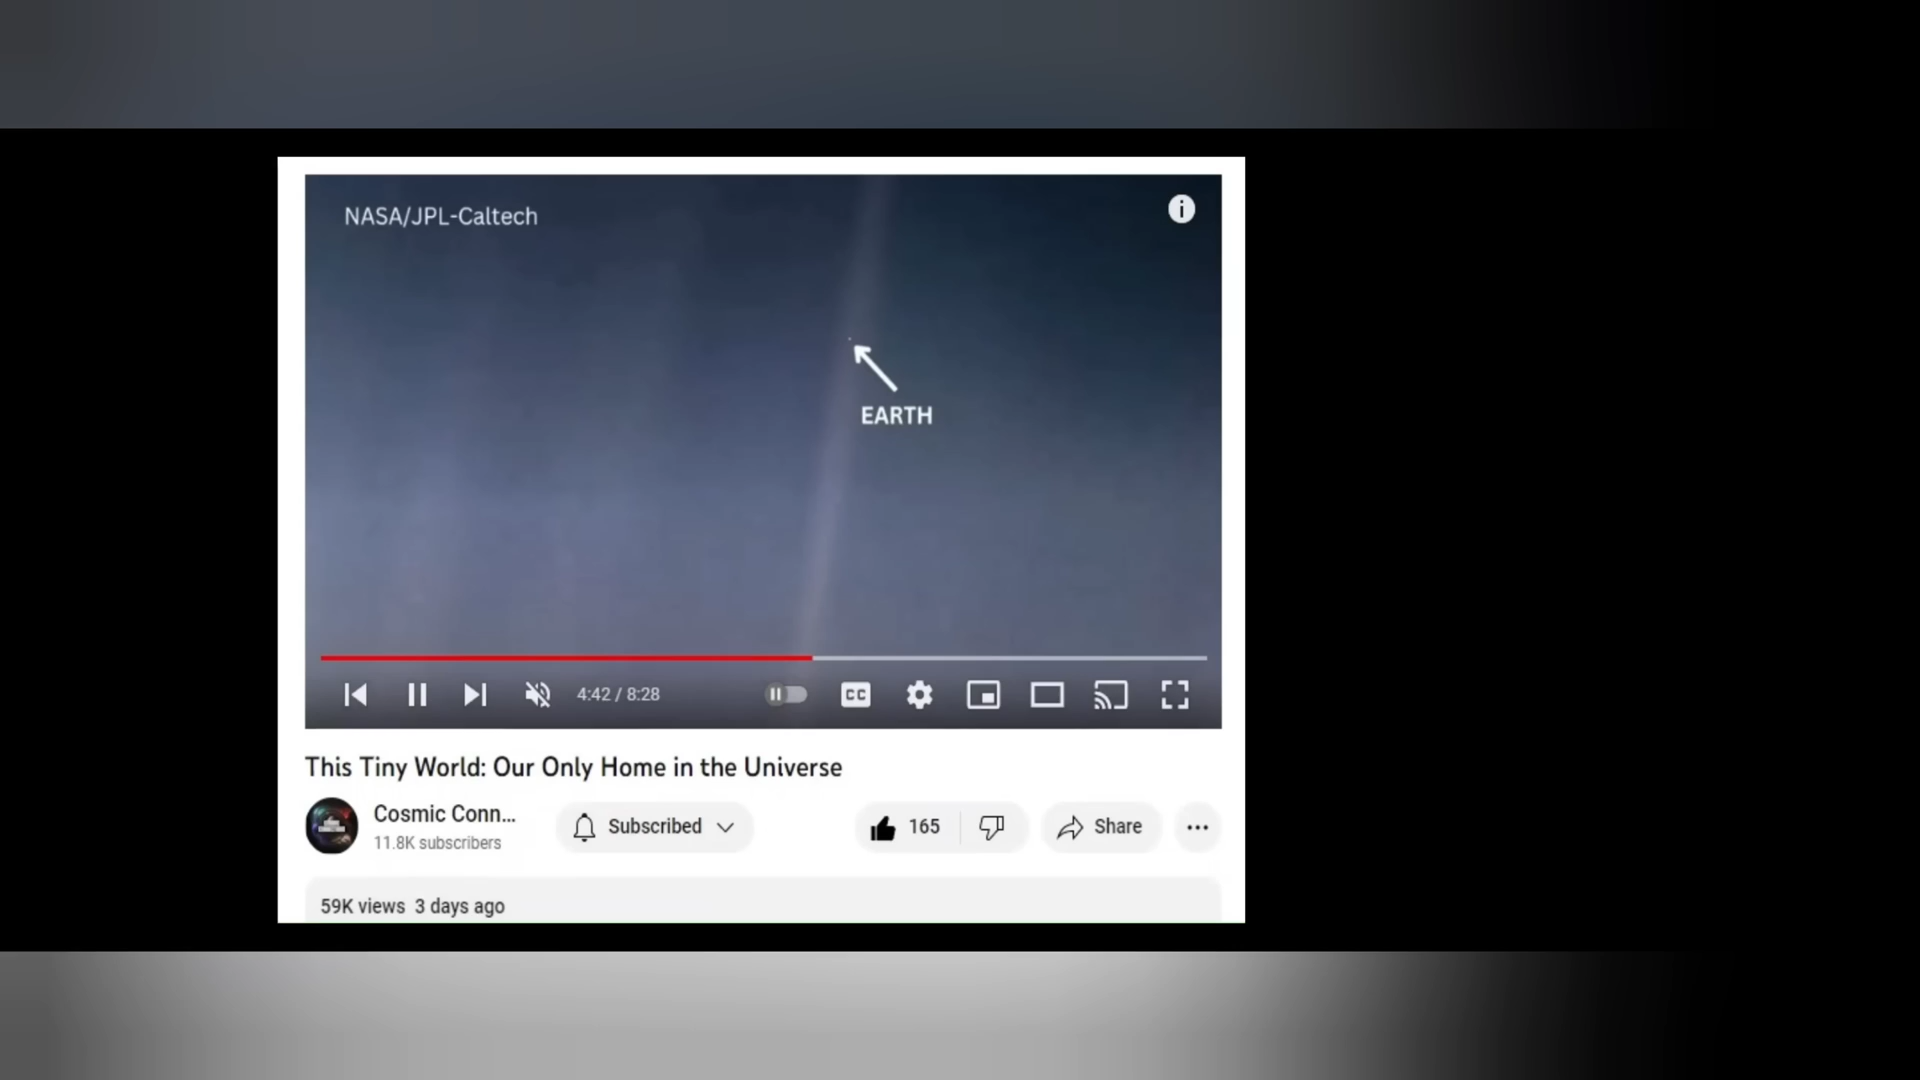 NASA/JPL-Caltech
EARTH
4:42 / 8:28
CC
This Tiny World: Our Only Home in the Universe
Cosmic Conn...
11.8K subscribers
Subscribed
165
Share
59K views 3 days ago